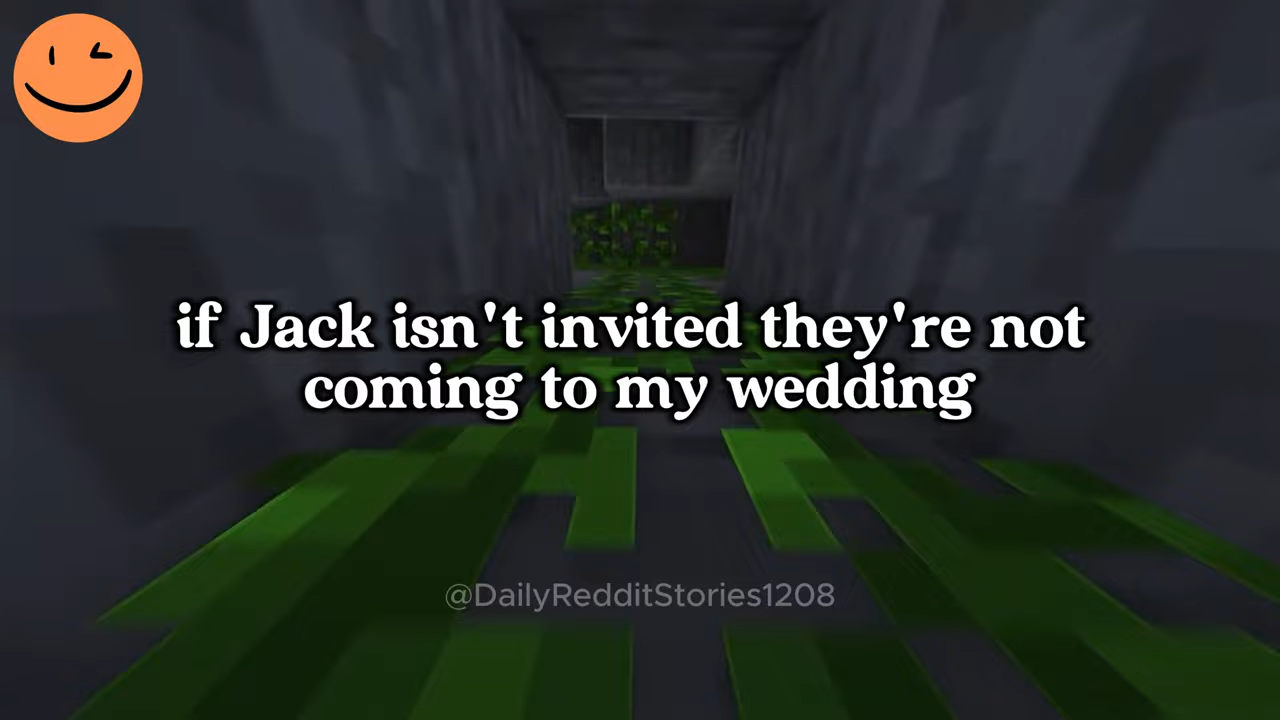 if Jack isn't invited they're not
coming to my wedding
@DailyRedditStories1208